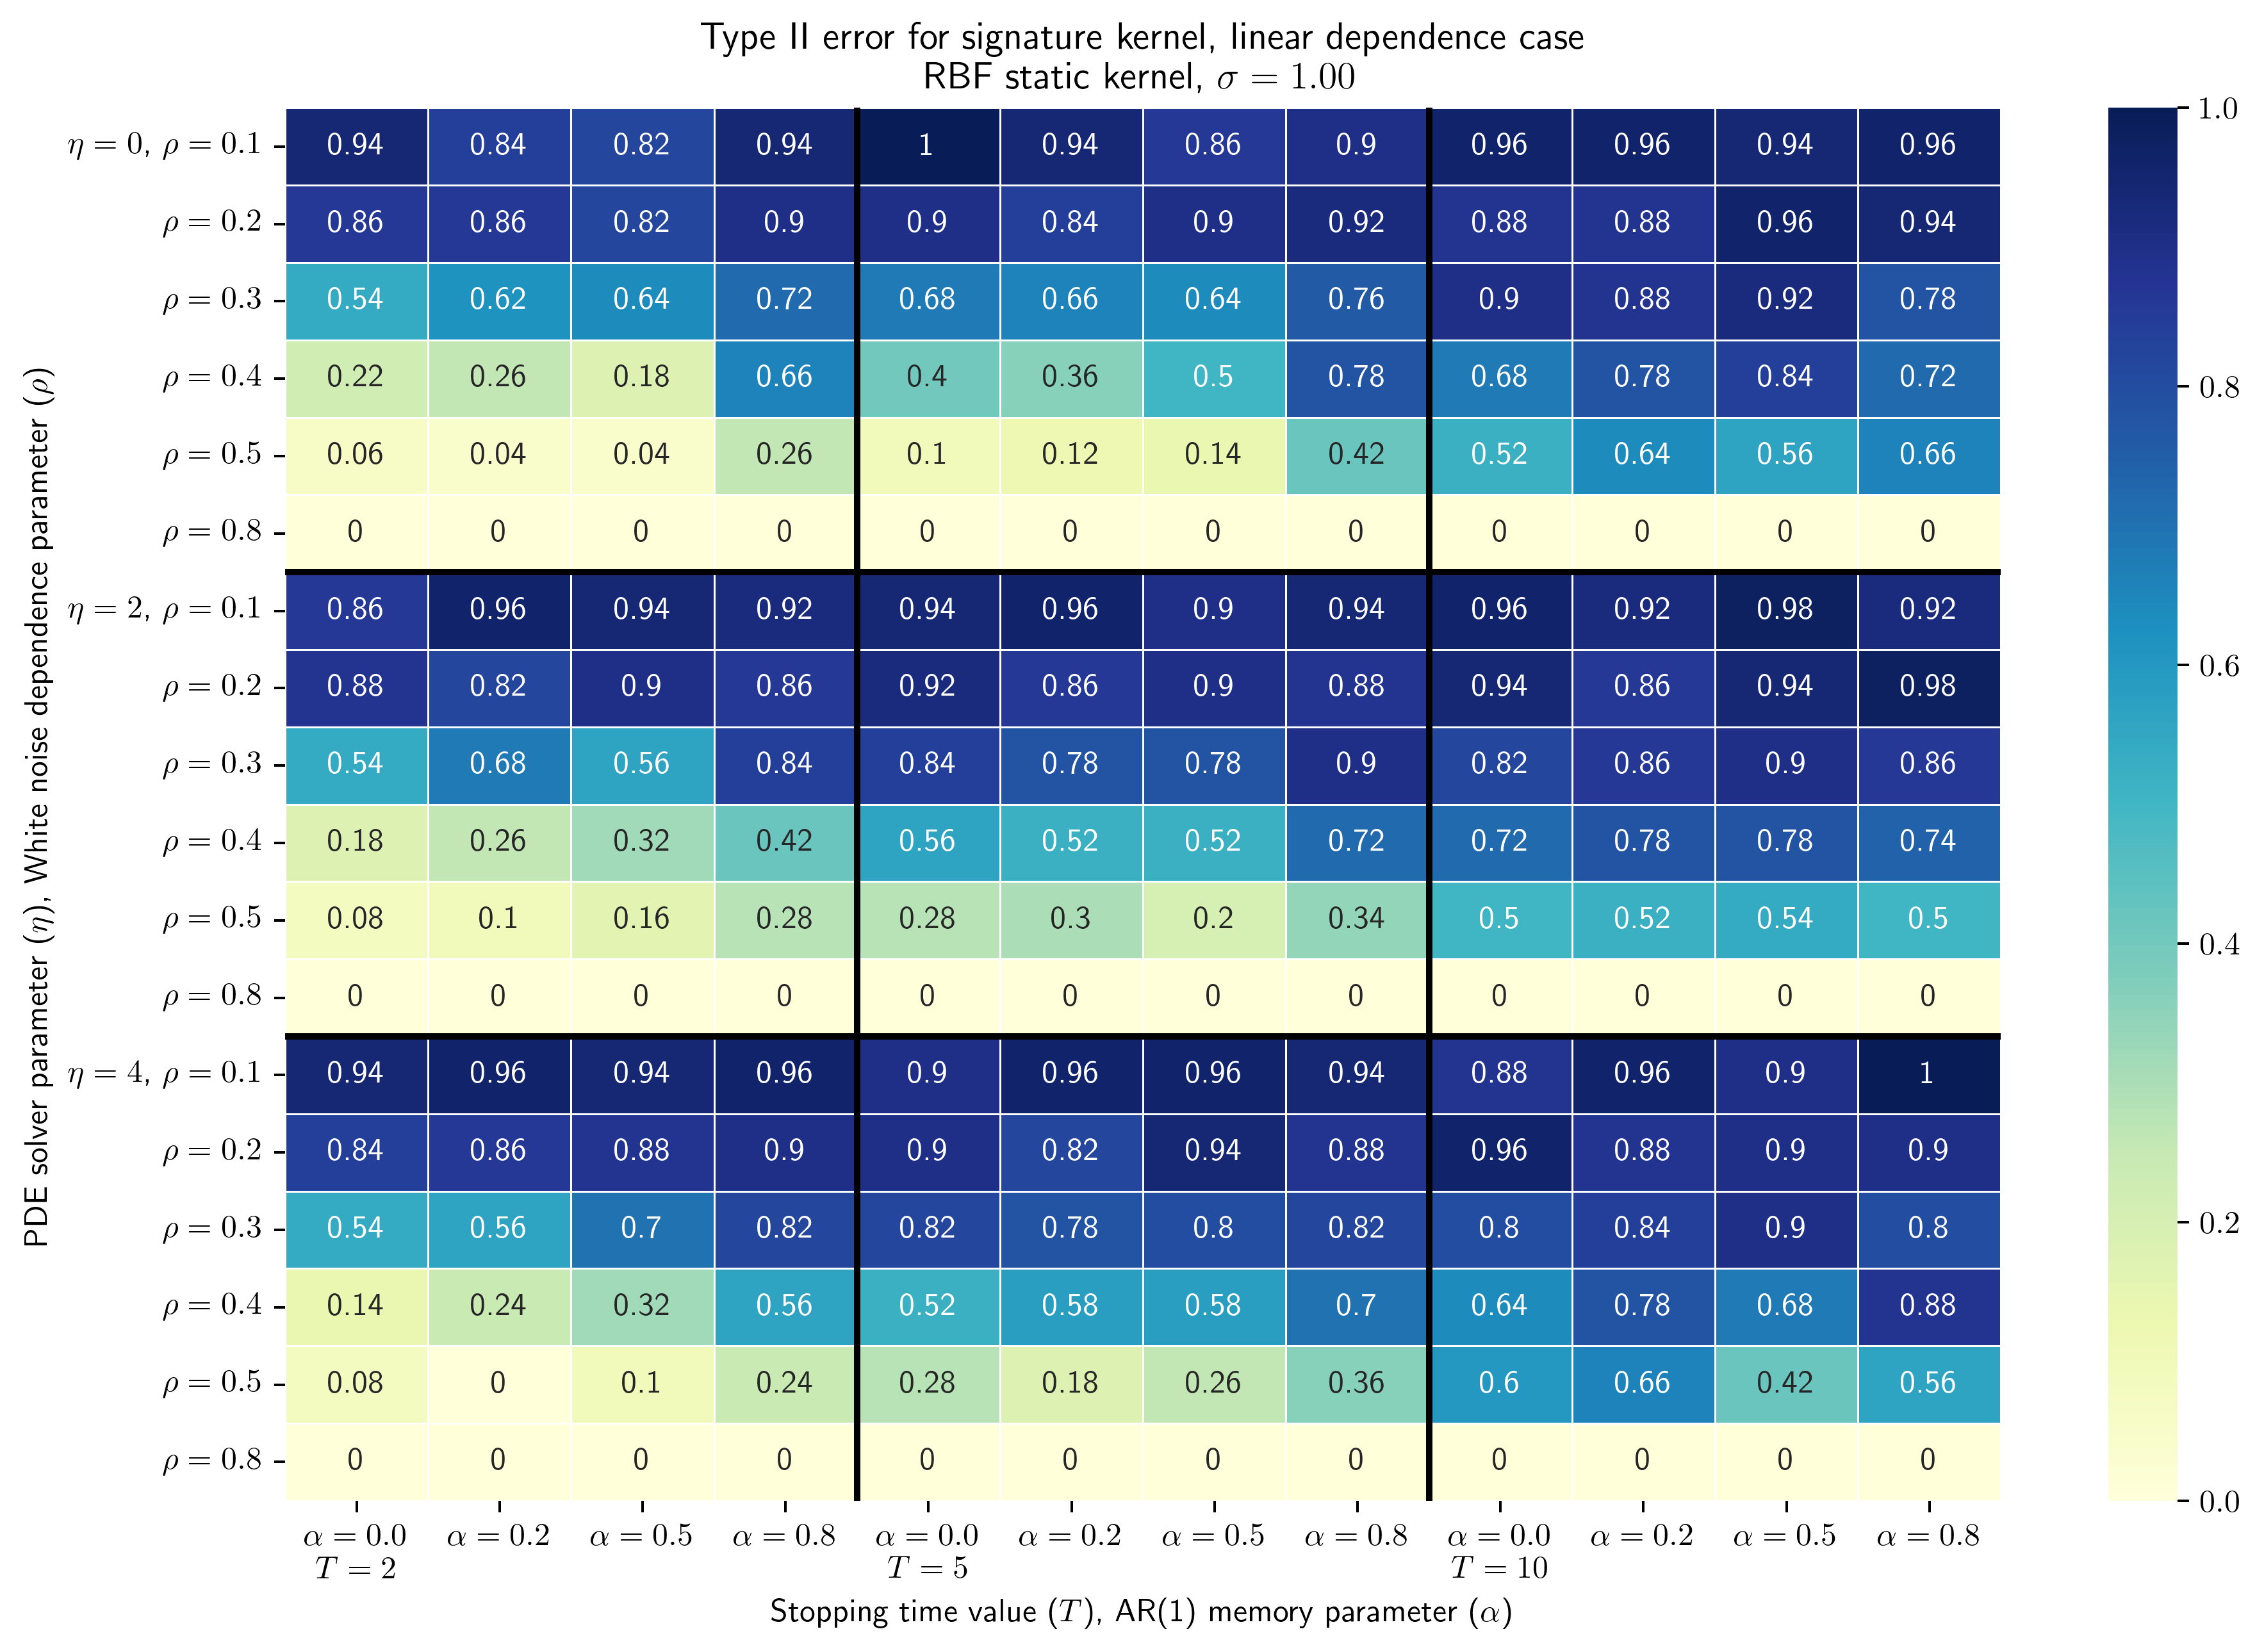 Type II error for signature kernel, linear dependence case
RBF static kernel, σ = 1.00
PDE solver parameter (η), White noise dependence parameter (ρ)
η = 0, ρ = 0.1 0.94 0.84 0.82 0.94 1 0.94 0.86 0.9 0.96 0.96 0.94 0.96
ρ = 0.2 0.86 0.86 0.82 0.9 0.9 0.84 0.9 0.92 0.88 0.88 0.96 0.94
ρ = 0.3 0.54 0.62 0.64 0.72 0.68 0.66 0.64 0.76 0.9 0.88 0.92 0.78
ρ = 0.4 0.22 0.26 0.18 0.66 0.4 0.36 0.5 0.78 0.68 0.78 0.84 0.72
ρ = 0.5 0.06 0.04 0.04 0.26 0.1 0.12 0.14 0.42 0.52 0.64 0.56 0.66
ρ = 0.8 0 0 0 0 0 0 0 0 0 0 0 0
η = 2, ρ = 0.1 0.86 0.96 0.94 0.92 0.94 0.96 0.9 0.94 0.96 0.92 0.98 0.92
ρ = 0.2 0.88 0.82 0.9 0.86 0.92 0.86 0.9 0.88 0.94 0.86 0.94 0.98
ρ = 0.3 0.54 0.68 0.56 0.84 0.84 0.78 0.78 0.9 0.82 0.86 0.9 0.86
ρ = 0.4 0.18 0.26 0.32 0.42 0.56 0.52 0.52 0.72 0.72 0.78 0.78 0.74
ρ = 0.5 0.08 0.1 0.16 0.28 0.28 0.3 0.2 0.34 0.5 0.52 0.54 0.5
ρ = 0.8 0 0 0 0 0 0 0 0 0 0 0 0
η = 4, ρ = 0.1 0.94 0.96 0.94 0.96 0.9 0.96 0.96 0.94 0.88 0.96 0.9 1
ρ = 0.2 0.84 0.86 0.88 0.9 0.9 0.82 0.94 0.88 0.96 0.88 0.9 0.9
ρ = 0.3 0.54 0.56 0.7 0.82 0.82 0.78 0.8 0.82 0.8 0.84 0.9 0.8
ρ = 0.4 0.14 0.24 0.32 0.56 0.52 0.58 0.58 0.7 0.64 0.78 0.68 0.88
ρ = 0.5 0.08 0 0.1 0.24 0.28 0.18 0.26 0.36 0.6 0.66 0.42 0.56
ρ = 0.8 0 0 0 0 0 0 0 0 0 0 0 0
α = 0.0 α = 0.2 α = 0.5 α = 0.8 α = 0.0 α = 0.2 α = 0.5 α = 0.8 α = 0.0 α = 0.2 α = 0.5 α = 0.8
T = 2 T = 5 T = 10
Stopping time value (T), AR(1) memory parameter (α)
1.0
0.8
0.6
0.4
0.2
0.0